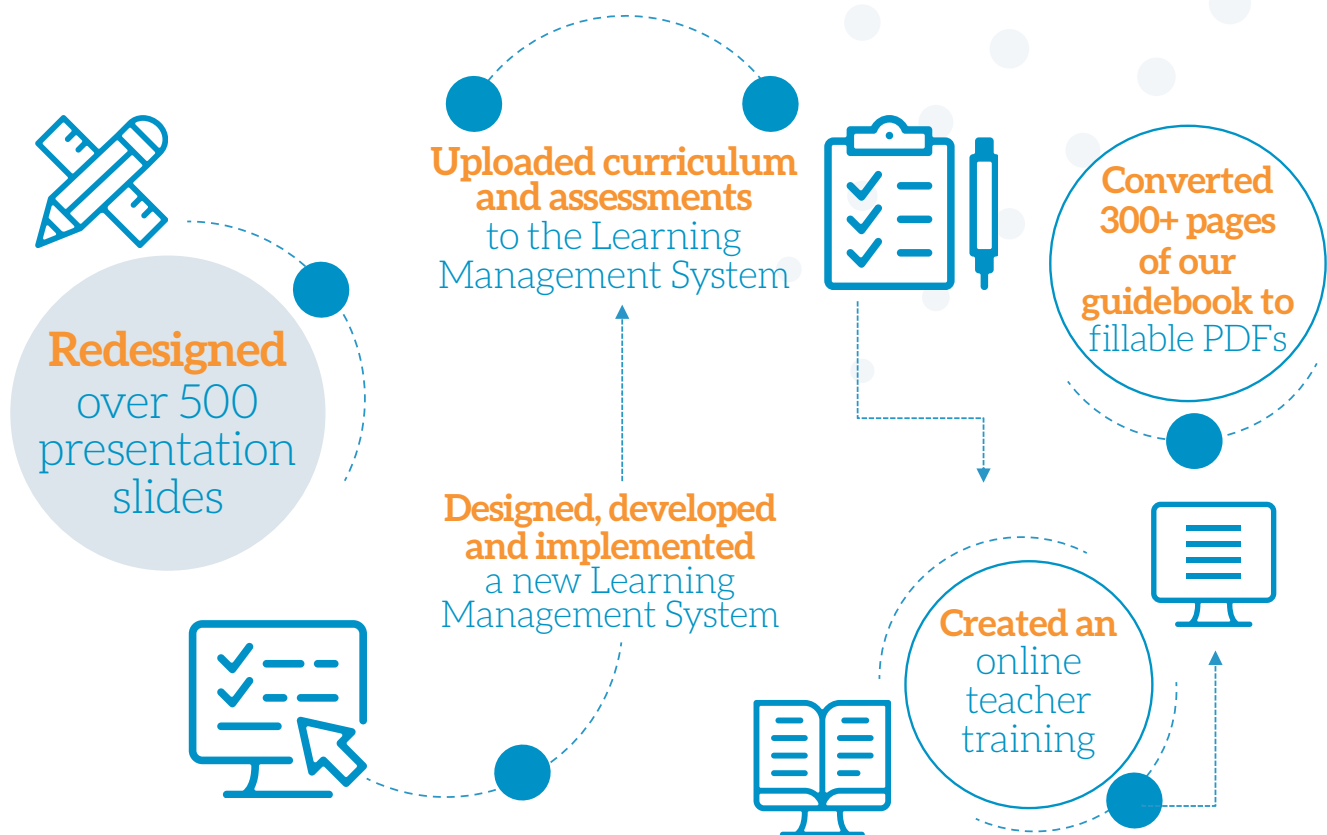 Redesigned
over 500
presentation
slides
Designed, developed
and implemented
a new Learning
Management System
Uploaded curriculum
and assessments
to the Learning
Management System
Created an
online
teacher
training
Converted
300+ pages
of our
guidebook to
fillable PDFs